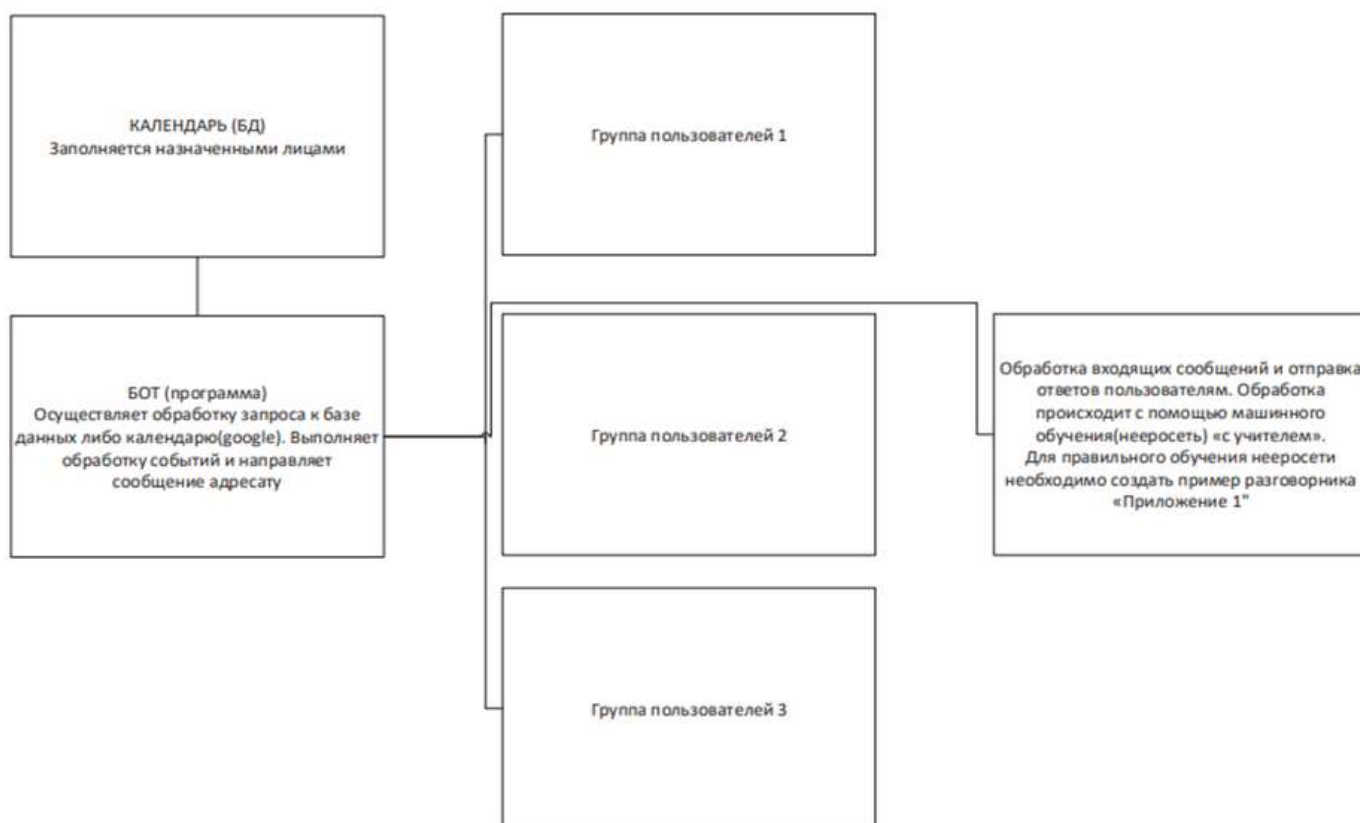 КАЛЕНДАРЬ (БД)
Заполняется назначенными лицами
Группа пользователей 1
БОТ (программа)
Осуществляет обработку запроса к базе
данных либо календарю(google). Выполняет
обработку событий и направляет
сообщение адресату
Группа пользователей 2
Обработка входящих сообщений и отправка
ответов пользователям. Обработка
происходит с помощью машинного
обучения(неeросеть) «с учителем».
Для правильного обучения нееросети
необходимо создать пример разговорника
«Приложение 1"
Группа пользователей 3